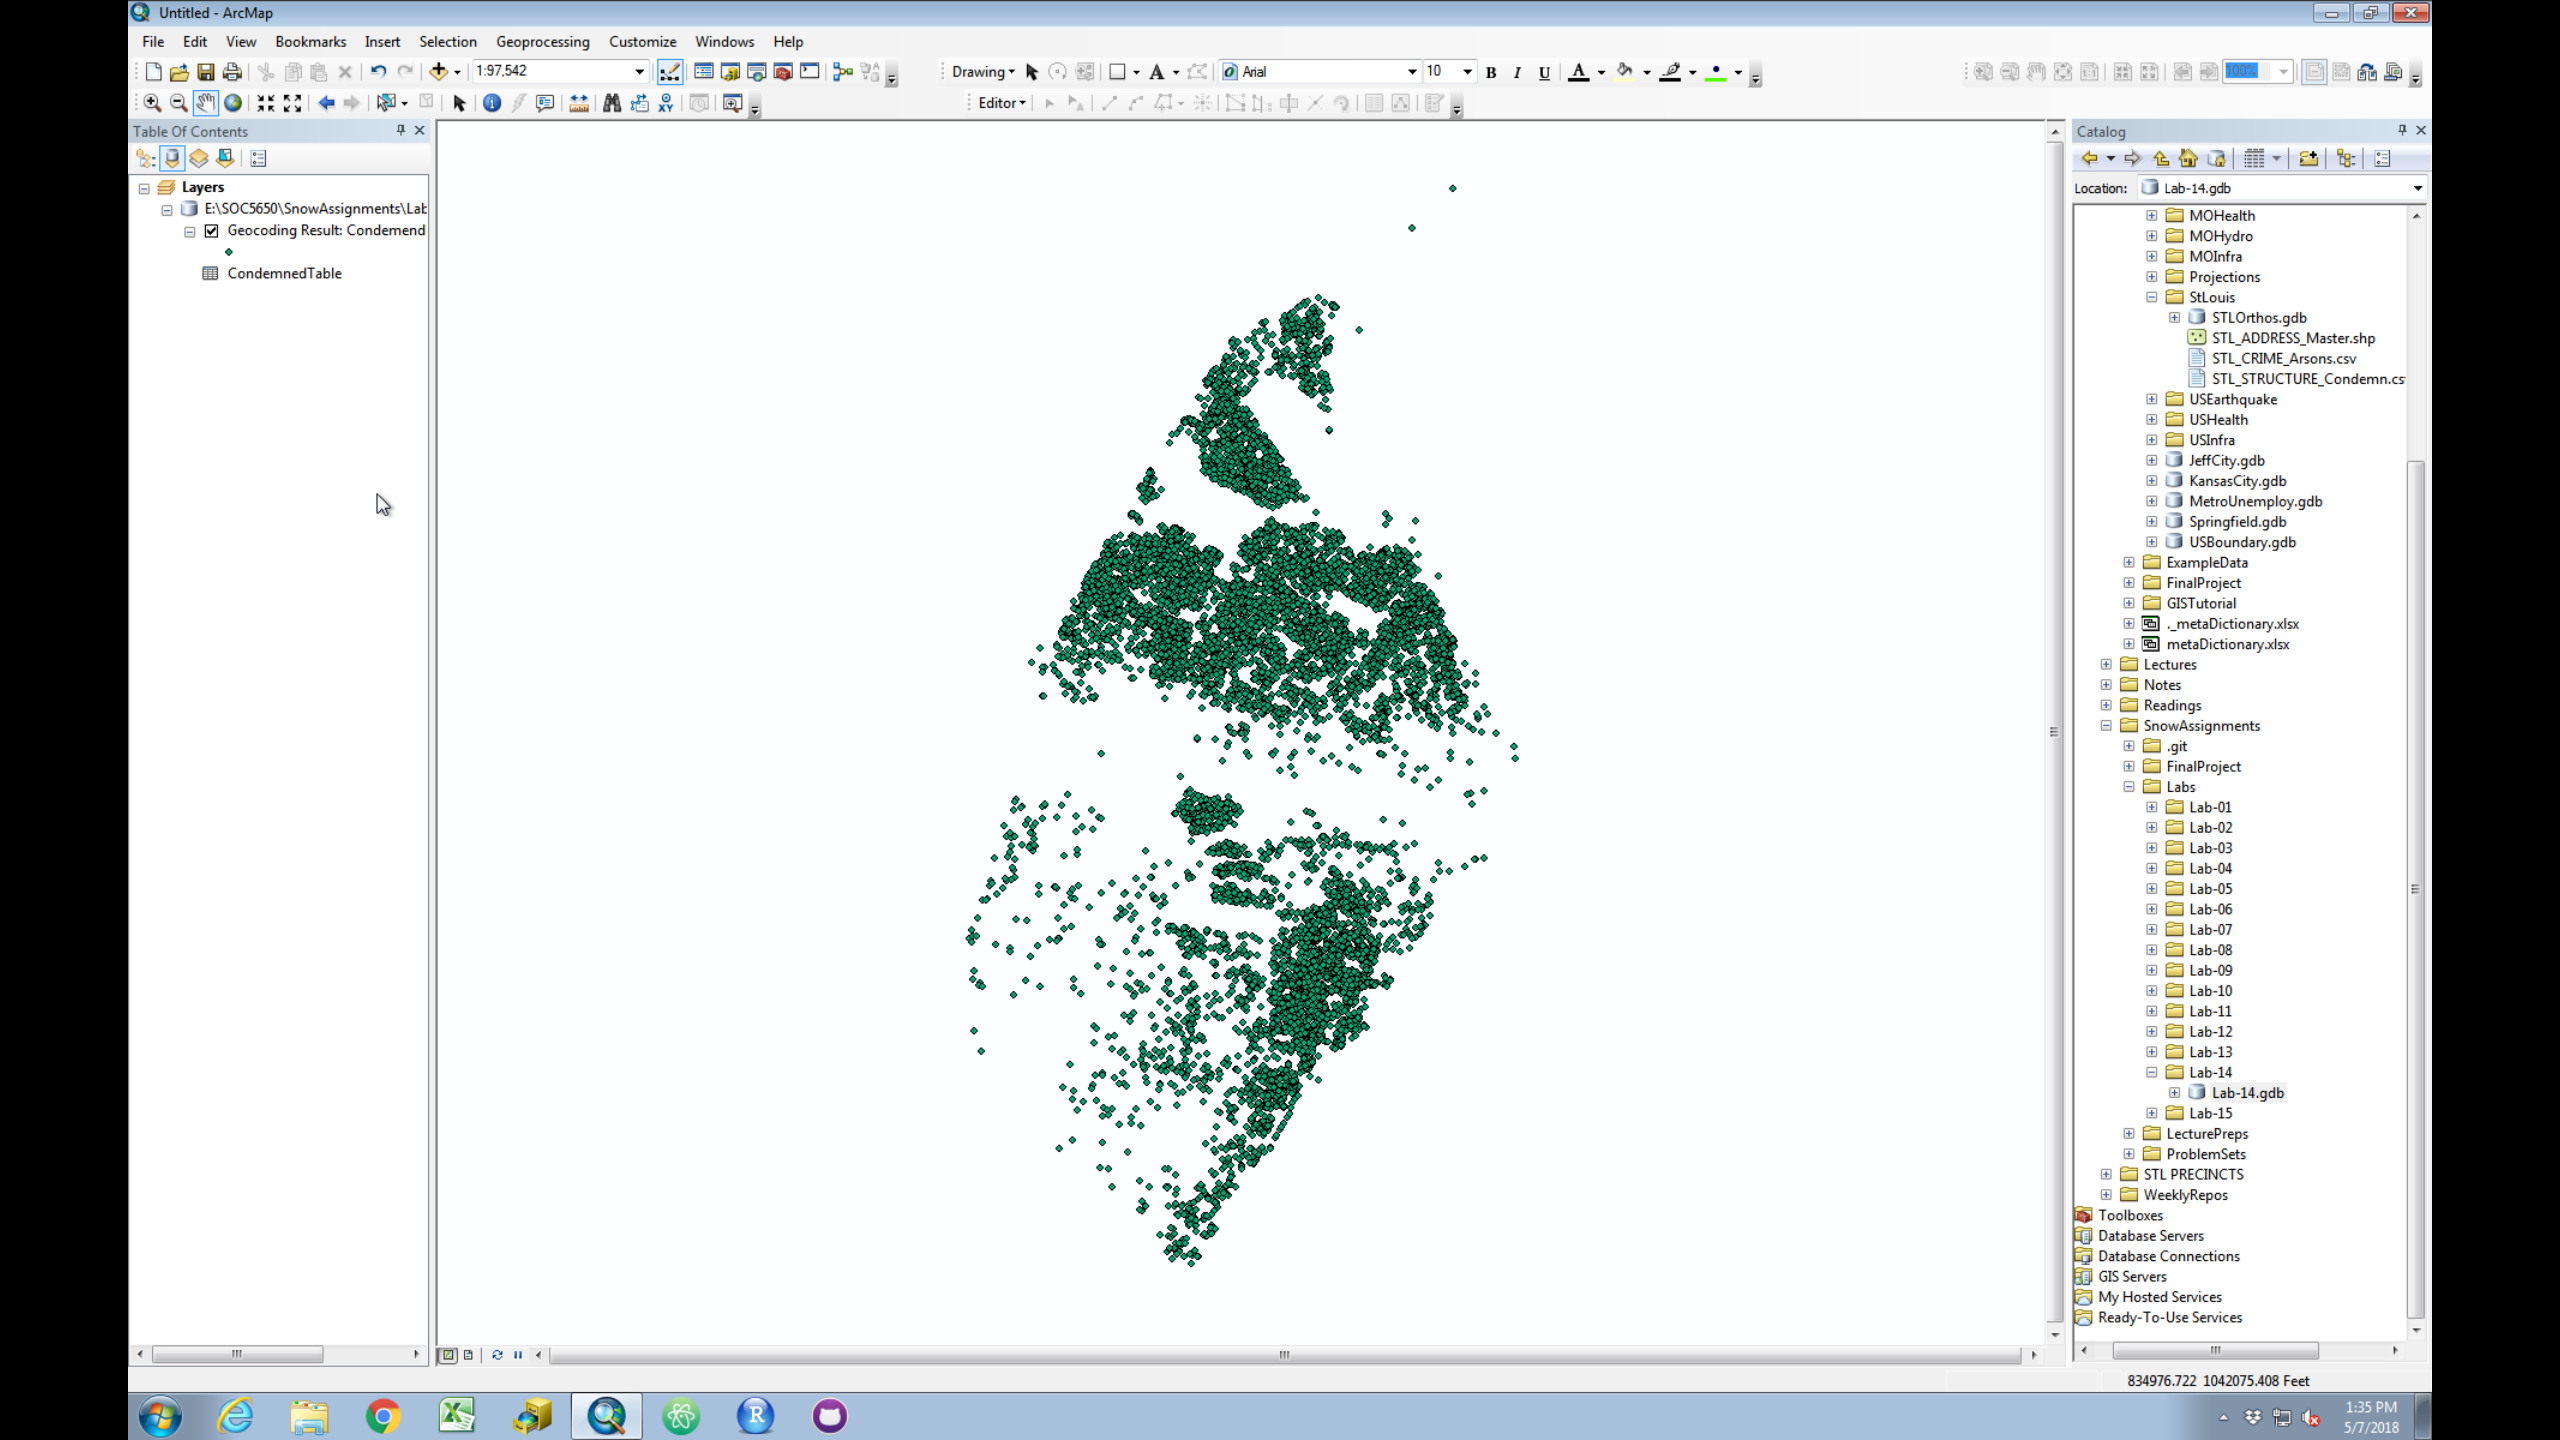 Untitled - ArcMap
File Edit View Bookmarks Insert Selection Geoprocessing Customize Windows Help
1:97,542 Drawing Arial 10 B I U A 100%
Editor
Table Of Contents
Layers
E:\SOC5650\SnowAssignments\Lab
Geocoding Result: Condemend
CondemnedTable
Catalog
Location: Lab-14.gdb
MOHealth
MOHydro
MOInfra
Projections
StLouis
STLOrthos.gdb
STL_ADDRESS_Master.shp
STL_CRIME_Arsons.csv
STL_STRUCTURE_Condemn.cs
USEarthquake
USHealth
USInfra
JeffCity.gdb
KansasCity.gdb
MetroUnemploy.gdb
Springfield.gdb
USBoundary.gdb
ExampleData
FinalProject
GISTutorial
._metaDictionary.xlsx
metaDictionary.xlsx
Lectures
Notes
Readings
SnowAssignments
.git
FinalProject
Labs
Lab-01
Lab-02
Lab-03
Lab-04
Lab-05
Lab-06
Lab-07
Lab-08
Lab-09
Lab-10
Lab-11
Lab-12
Lab-13
Lab-14
Lab-14.gdb
Lab-15
LecturePreps
ProblemSets
STL PRECINCTS
WeeklyRepos
Toolboxes
Database Servers
Database Connections
GIS Servers
My Hosted Services
Ready-To-Use Services
834976.722 1042075.408 Feet
1:35 PM
5/7/2018